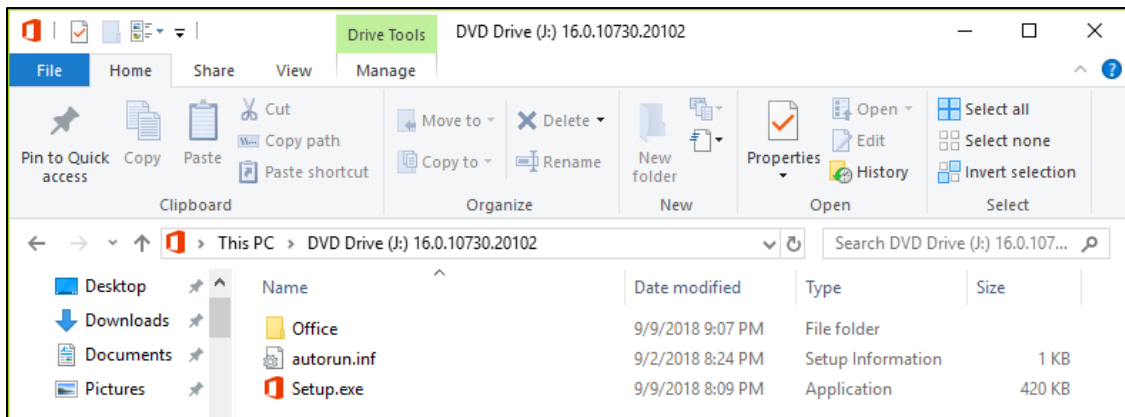 Drive Tools DVD Drive (J:) 16.0.10730.20102
File Home Share View Manage
Pin to Quick access
Copy
Paste
Cut
Copy path
Paste shortcut
Clipboard
Move to
Copy to
Delete
Rename
Organize
New folder
New
Properties
Open
Edit
History
Open
Select all
Select none
Invert selection
Select
This PC > DVD Drive (J:) 16.0.10730.20102
Search DVD Drive (J:) 16.0.107...
Desktop
Downloads
Documents
Pictures
Name Date modified Type Size
Office 9/9/2018 9:07 PM File folder
autorun.inf 9/2/2018 8:24 PM Setup Information 1 KB
Setup.exe 9/9/2018 8:09 PM Application 420 KB